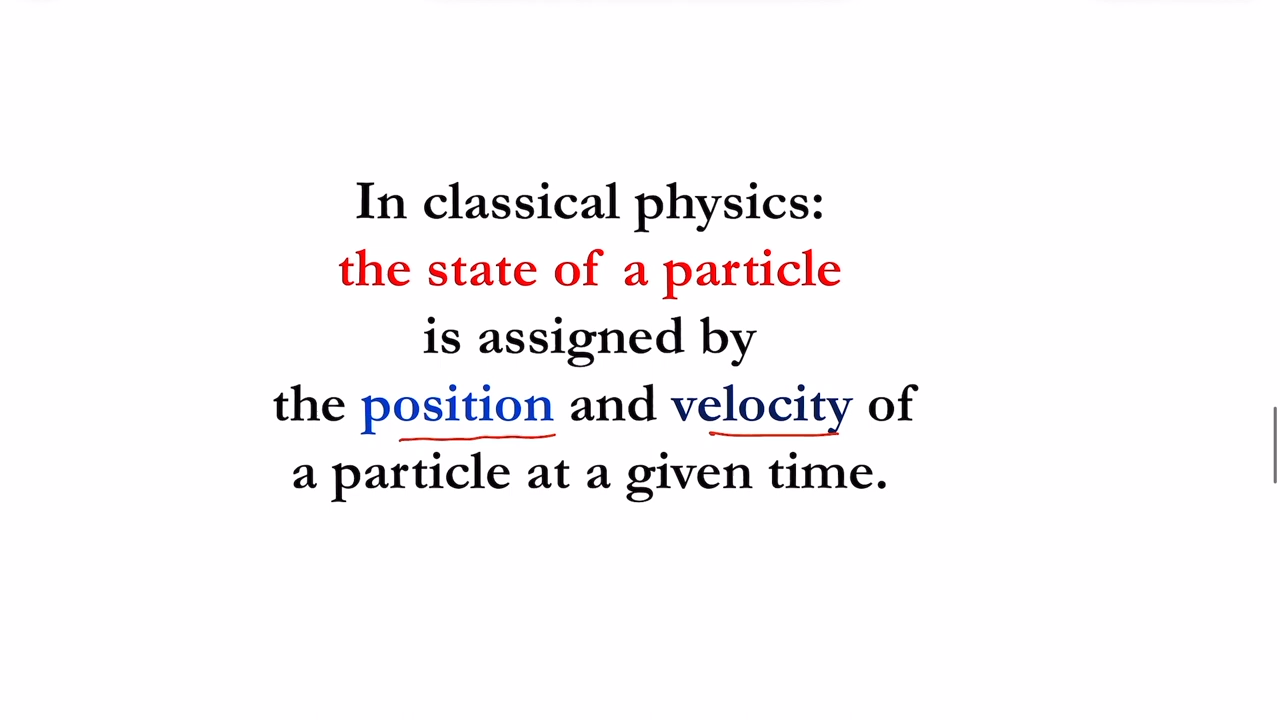 In classical physics:
the state of a particle
is assigned by
the position and velocity of
a particle at a given time.